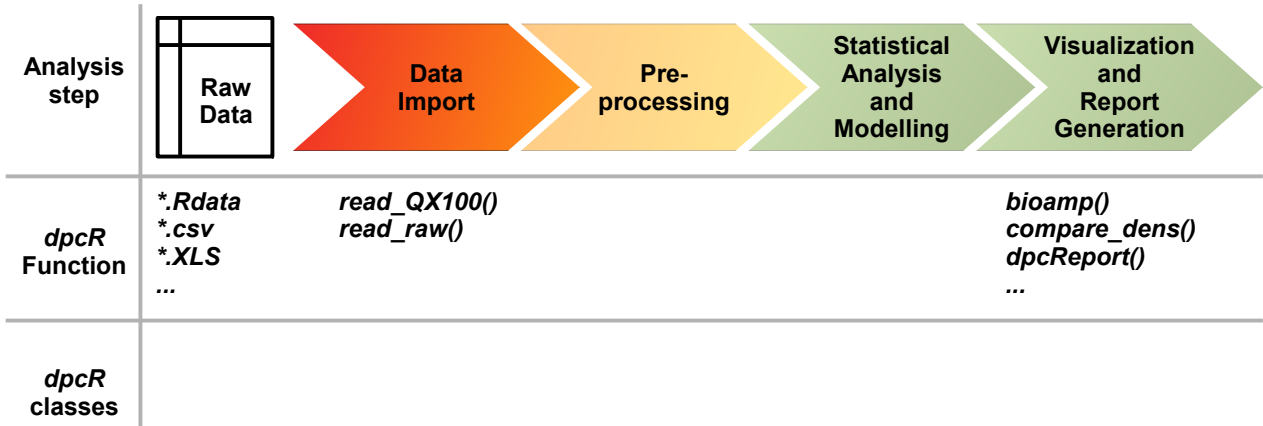 Analysis
step
Raw
Data
Data
Import
Pre-
processing
Statistical
Analysis
and
Modelling
Visualization
and
Report
Generation
dpcR
Function
*.Rdata
*.csv
*.XLS
...
read_QX100()
read_raw()
bioamp()
compare_dens()
dpcReport()
...
dpcR
classes